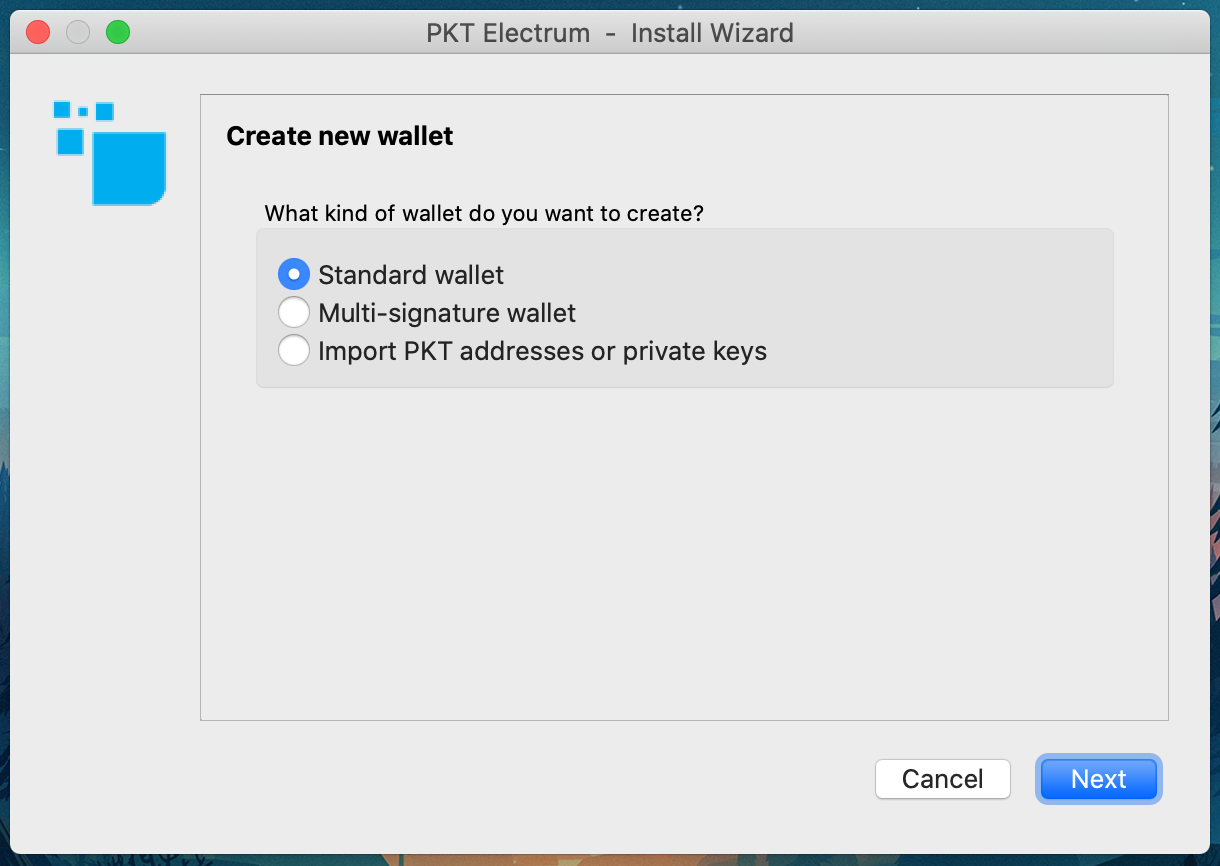 PKT Electrum - Install Wizard
Create new wallet
What kind of wallet do you want to create?
Standard wallet
Multi-signature wallet
Import PKT addresses or private keys
Cancel
Next